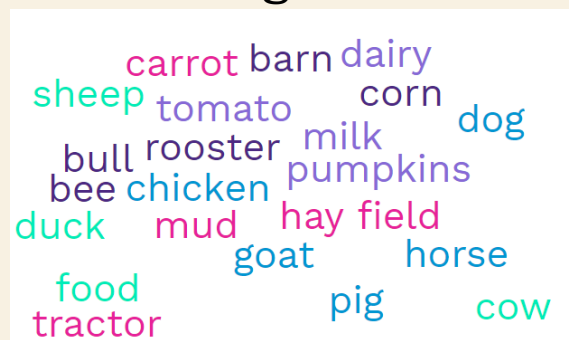 carrot barn dairy
sheep tomato corn
dog
milk
bull rooster
pumpkins
bee chicken
duck mud hay field
goat horse
food pig cow
tractor